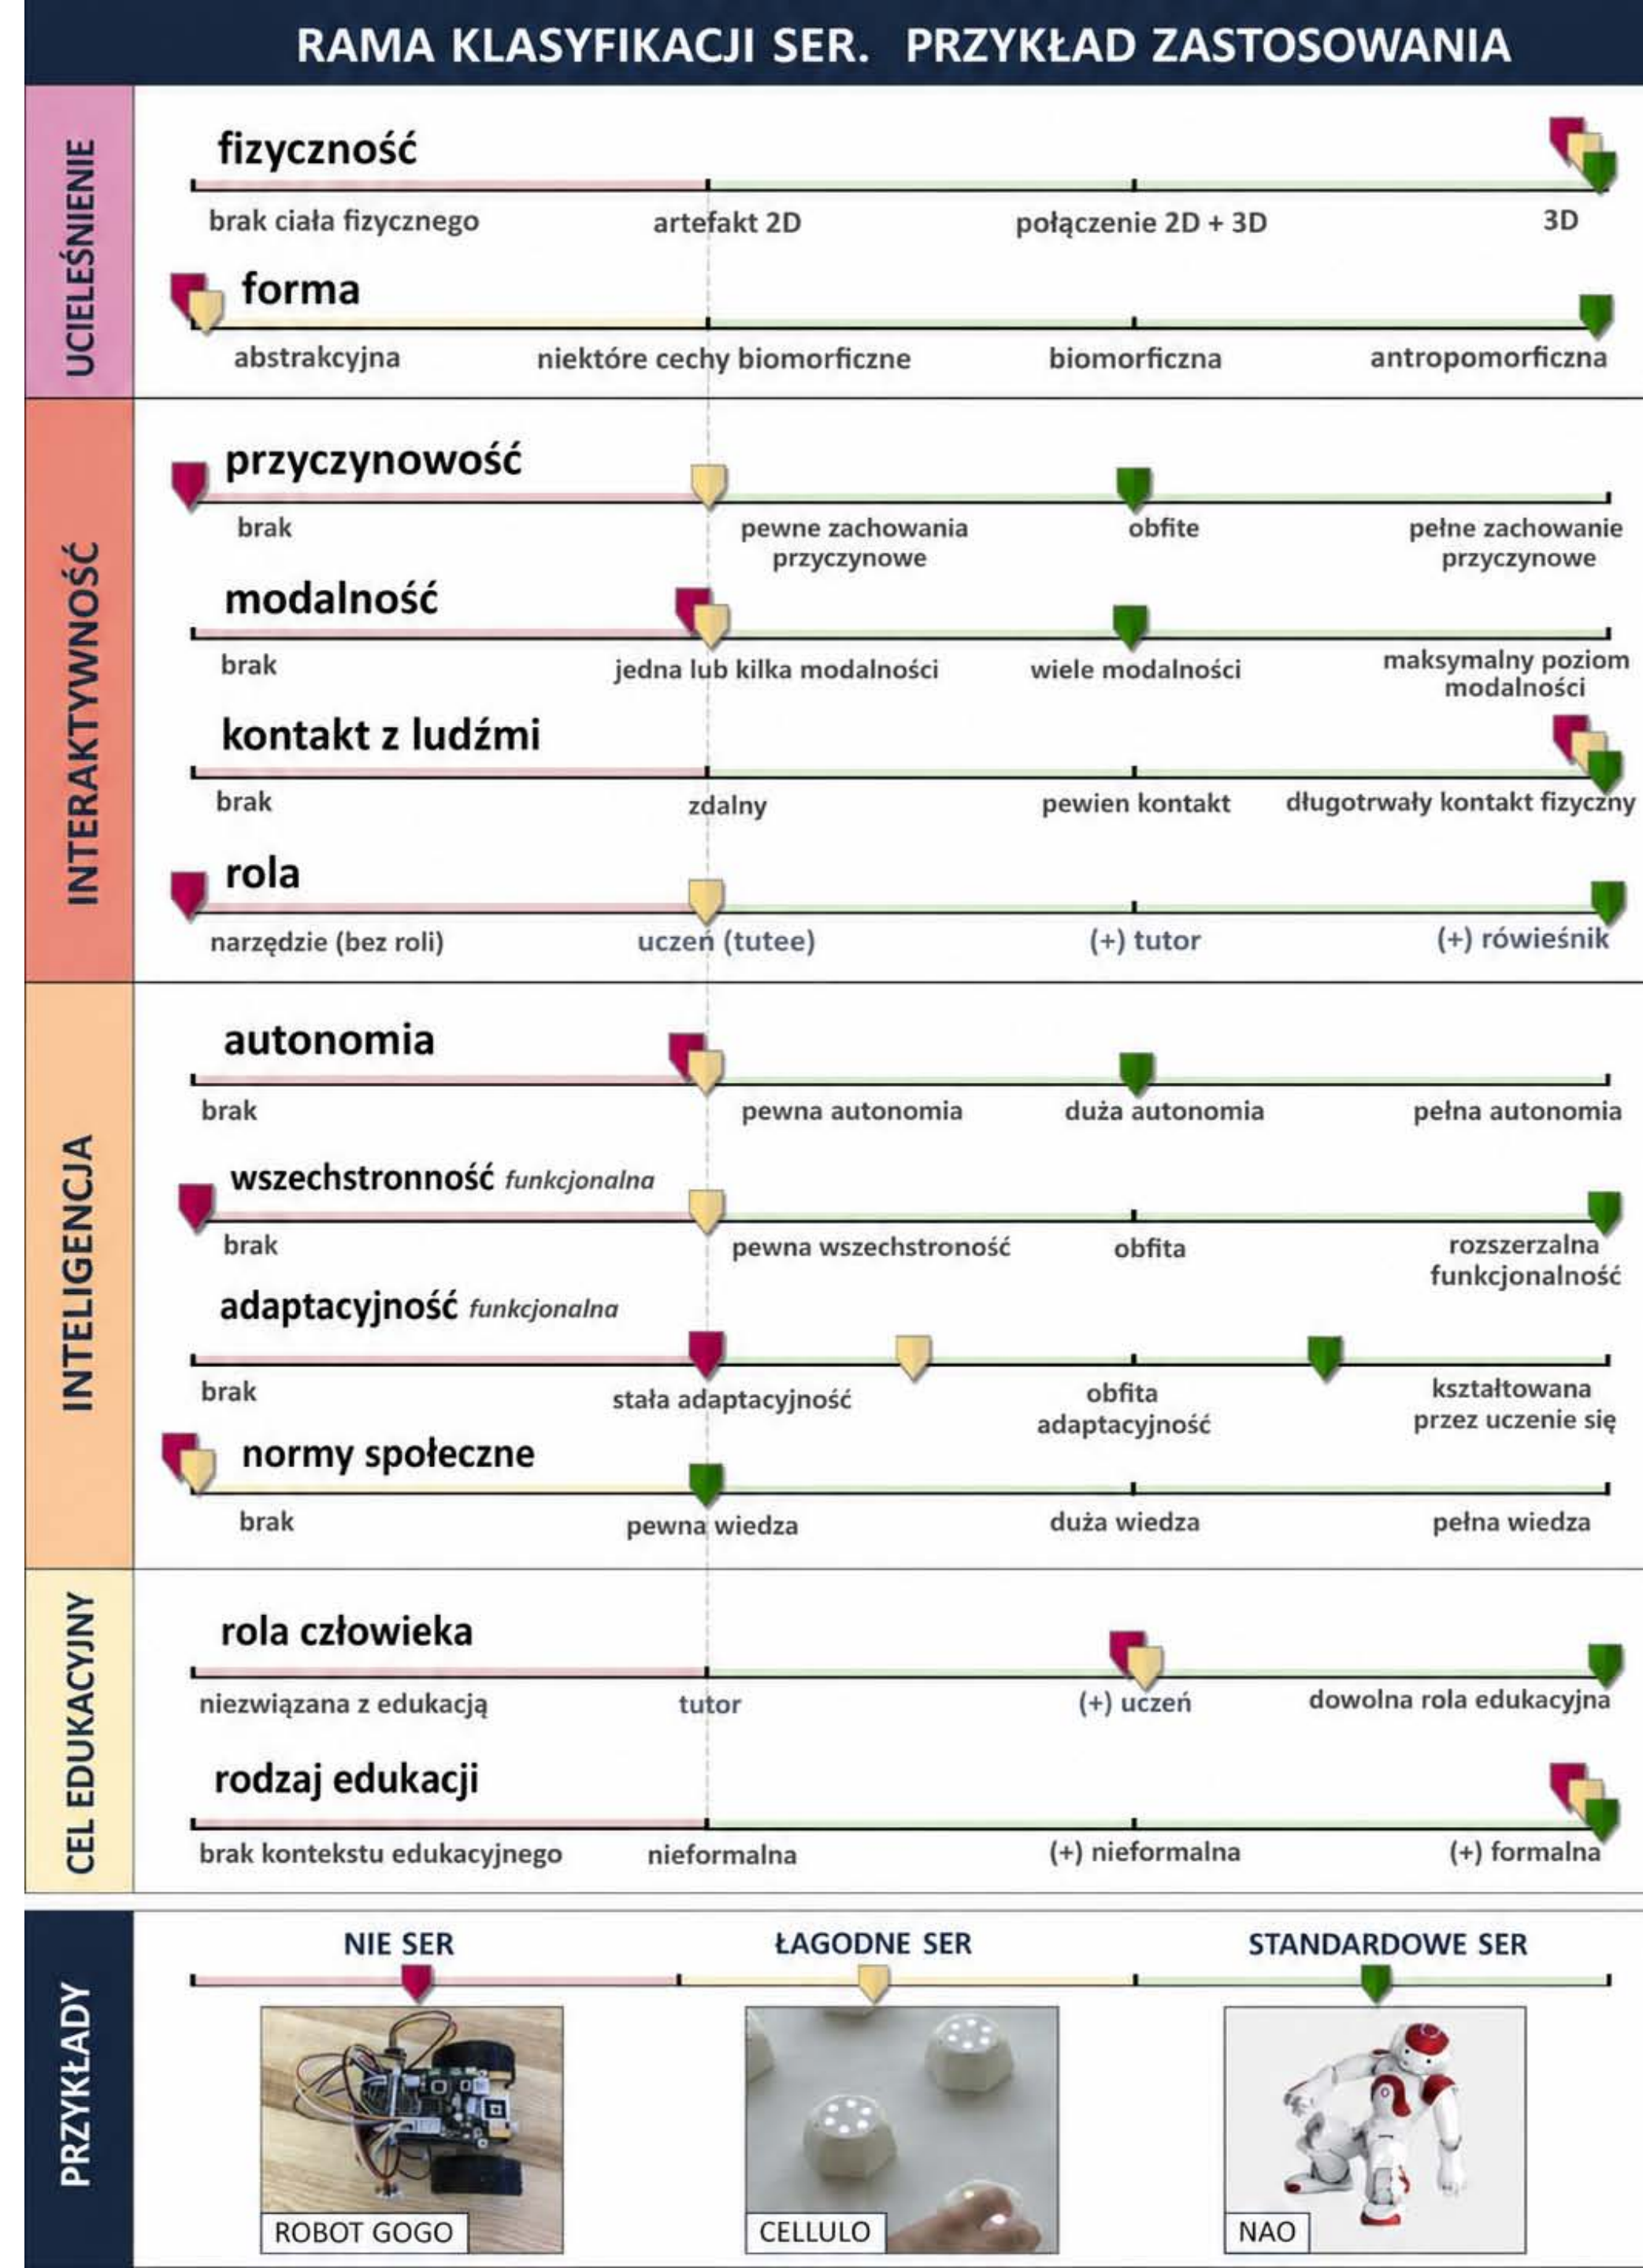 RAMA KLASYFIKACJI SER. PRZYKŁAD ZASTOSOWANIA
UCIELEŚNIENIE
fizyczność
brak ciała fizycznego artefakt 2D połączenie 2D + 3D 3D
forma
abstrakcyjna niektóre cechy biomorficzne biomorficzna antropomorficzna
INTERAKTYWNOŚĆ
przyczynowość
brak pewne zachowania obfite pełne zachowanie
przyczynowe przyczynowe
modalność
brak jedna lub kilka modalności wiele modalności maksymalny poziom
modalności
kontakt z ludźmi
brak zdalny pewien kontakt długotrwały kontakt fizyczny
rola
narzędzie (bez roli) uczeń (tutee) (+) tutor (+) rówieśnik
INTELIGENCJA
autonomia
brak pewna autonomia duża autonomia pełna autonomia
wszechstronność funkcjonalna
brak pewna wszechstroność obfita rozszerzalna
funkcjonalność
adaptacyjność funkcjonalna
brak stała adaptacyjność obfita kształtowana
adaptacyjność przez uczenie się
normy społeczne
brak pewna wiedza duża wiedza pełna wiedza
CEL EDUKACYJNY
rola człowieka
niezwiązana z edukacją tutor (+) uczeń dowolna rola edukacyjna
rodzaj edukacji
brak kontekstu edukacyjnego nieformalna (+) nieformalna (+) formalna
PRZYKŁADY
NIE SER ŁAGODNE SER STANDARDOWE SER
ROBOT GOGO CELLULO NAO